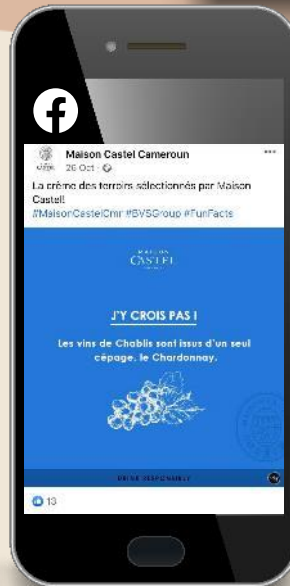 Maison Castel Cameroun
26 Oct
La crème des terroirs sélectionnés par Maison
Castel!
#MaisonCastelCmr #BVSGroup #FunFacts
MAISON
CASTEL
J'Y CROIS PAS !
Les vins de Chablis sont issus d'un seul
cépage, le Chardonnay.
DRINK RESPONSIBLY
13